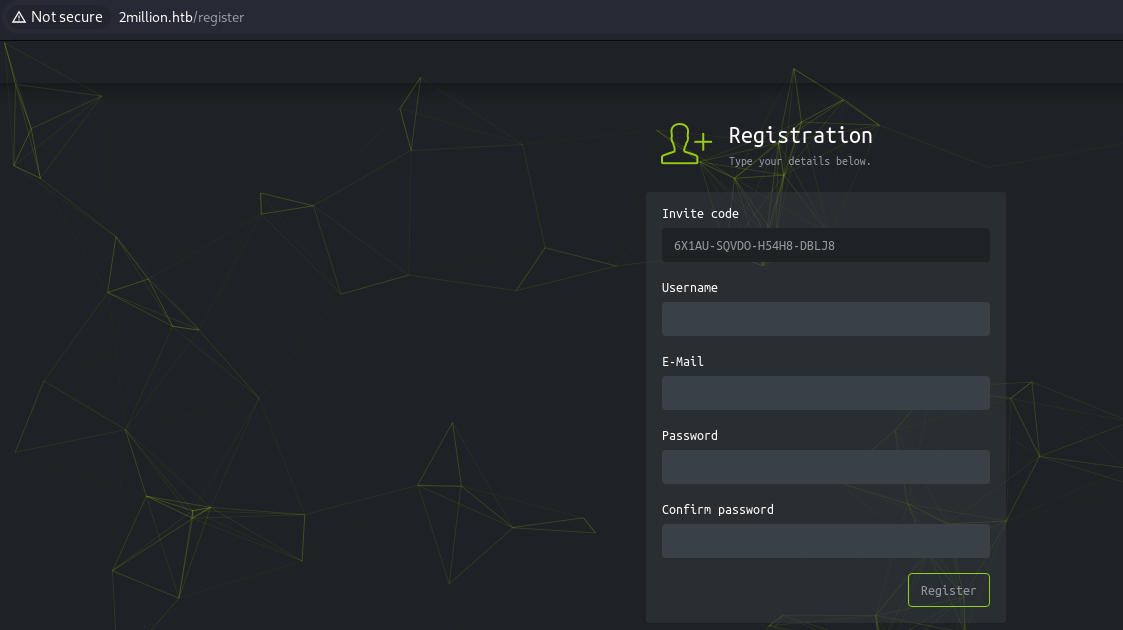 Not secure 2million.htb/register
Registration
Type your details below.
Invite code
6X1AU-SQVDO-H54H8-DBLJ8
Username
E-Mail
Password
Confirm password
Register